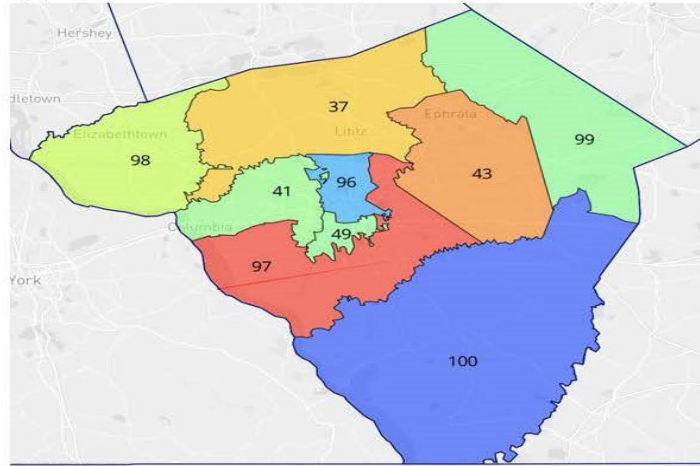 Hershey
dletown
37
Ephrata
Elizabethtown
Lititz
99
98
96
43
41
Columbia
49
97
York
100